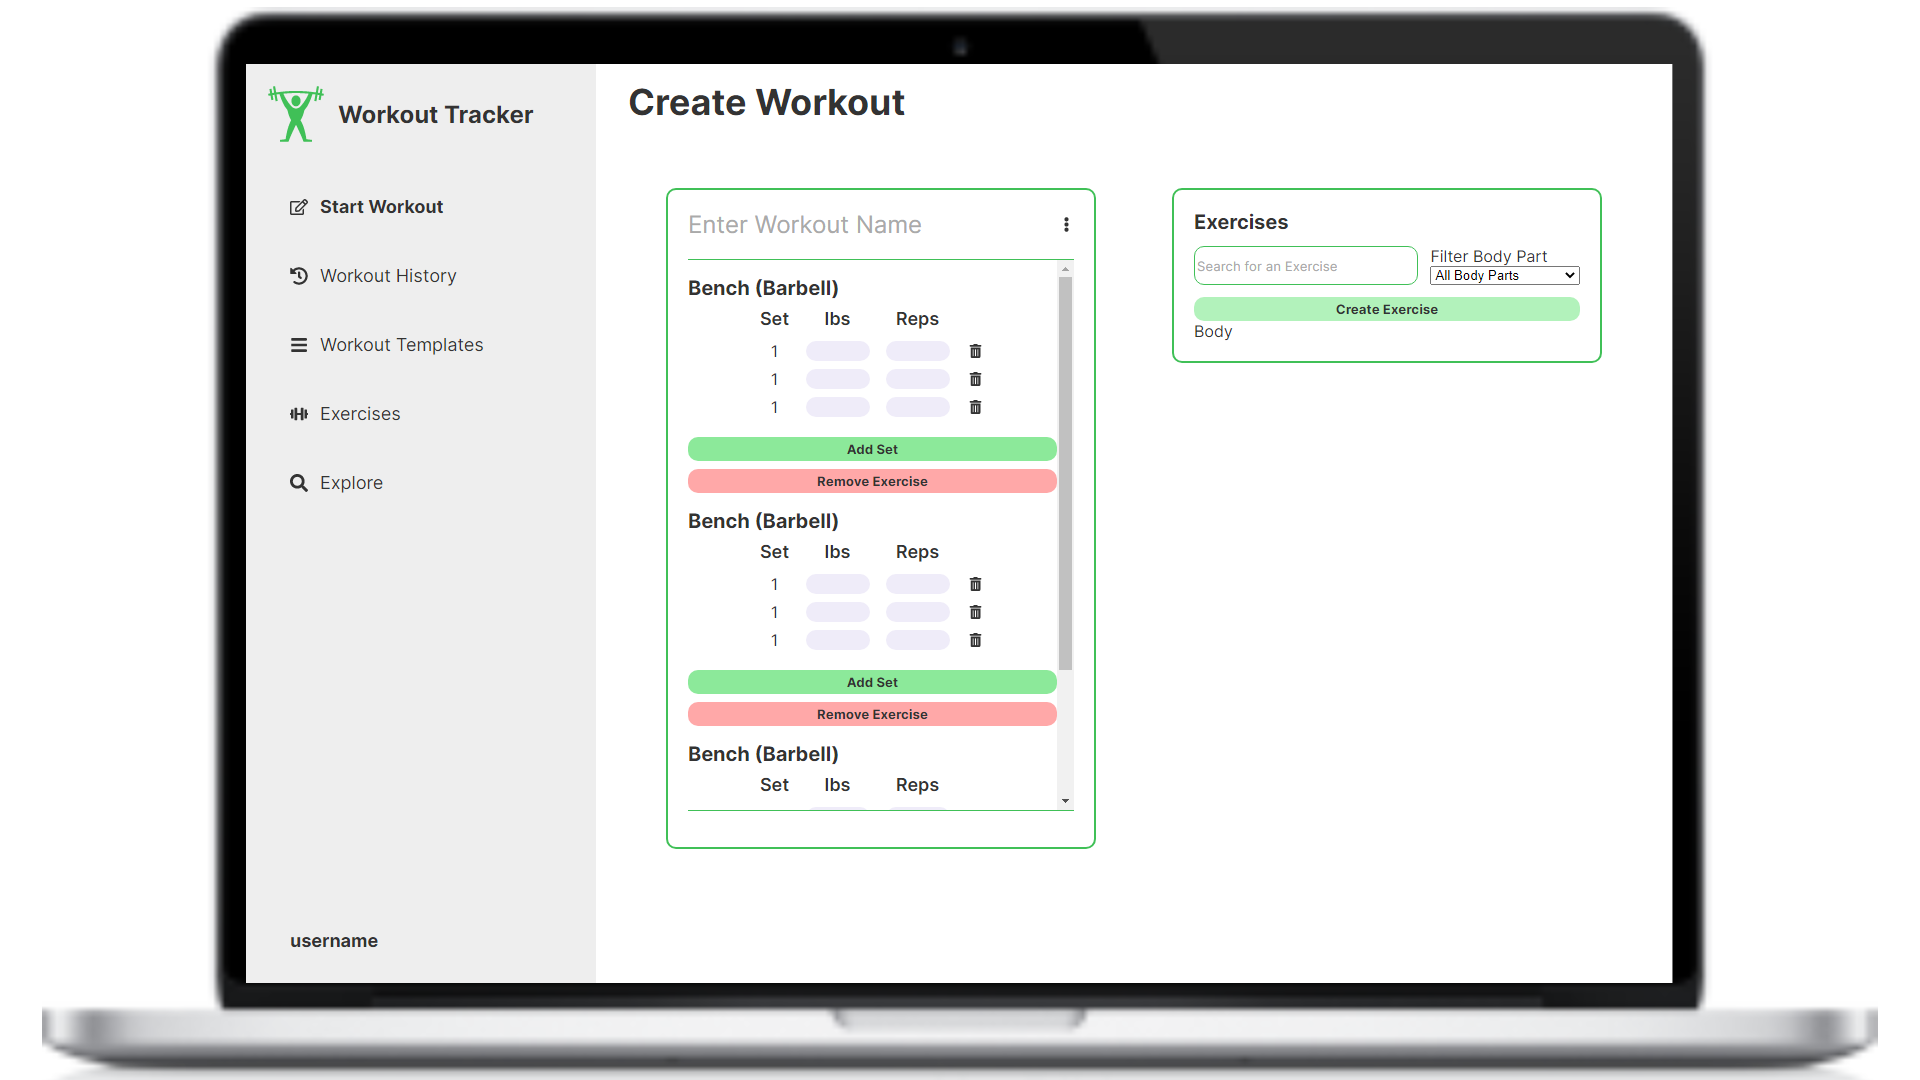 Workout Tracker
Start Workout
Workout History
Workout Templates
Exercises
Explore
username
Create Workout
Enter Workout Name
Bench (Barbell)
Set lbs Reps
1
1
1
Add Set
Remove Exercise
Bench (Barbell)
Set lbs Reps
1
1
1
Add Set
Remove Exercise
Bench (Barbell)
Set lbs Reps
Exercises
Search for an Exercise
Filter Body Part
All Body Parts
Create Exercise
Body